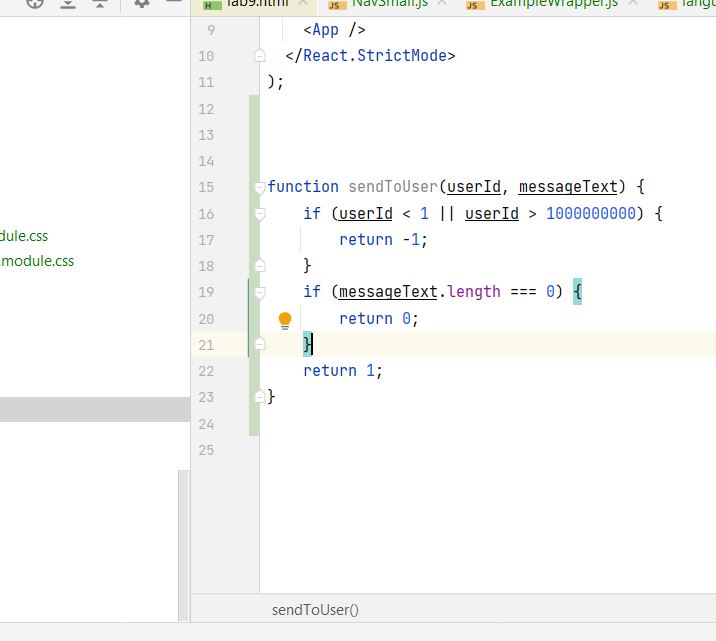 lab9.html NavSmall.js ExampleWrapper.js
9 <App />
10 </React.StrictMode>
11 );
12
13
14
15 function sendToUser(userId, messageText) {
16 if (userId < 1 || userId > 1000000000) {
17 return -1;
18 }
19 if (messageText.length === 0) {
20 return 0;
21 }
22 return 1;
23 }
24
25
dule.css
.module.css
sendToUser()